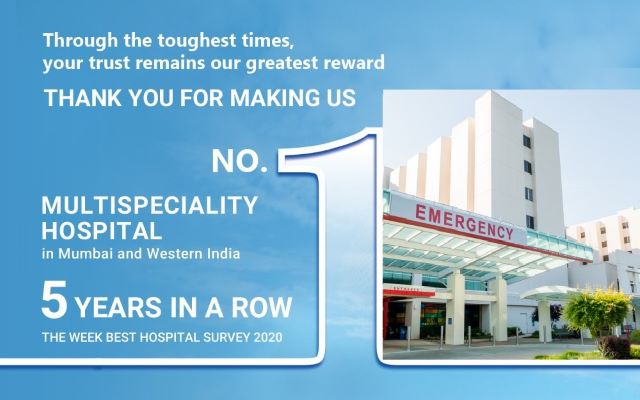 Through the toughest times,
your trust remains our greatest reward
THANK YOU FOR MAKING US
NO. 1
MULTISPECIALITY
HOSPITAL
in Mumbai and Western India
5 YEARS IN A ROW
THE WEEK BEST HOSPITAL SURVEY 2020
EMERGENCY